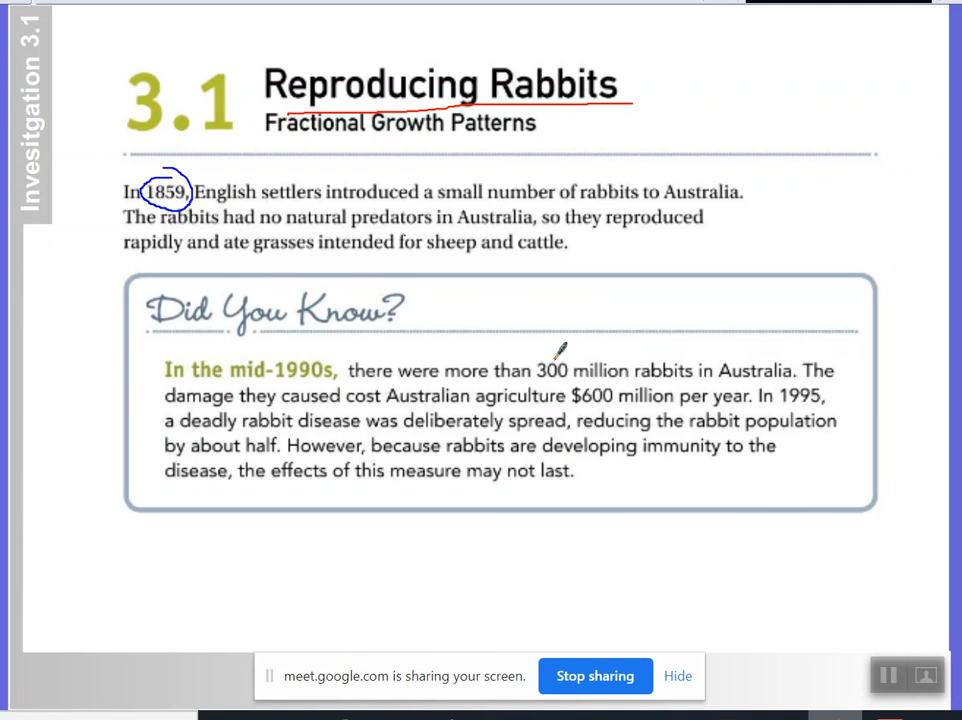 Invesitgation 3.1
3.1
Reproducing Rabbits
Fractional Growth Patterns
In 1859, English settlers introduced a small number of rabbits to Australia.
The rabbits had no natural predators in Australia, so they reproduced
rapidly and ate grasses intended for sheep and cattle.
Did You Know?
In the mid-1990s, there were more than 300 million rabbits in Australia. The
damage they caused cost Australian agriculture $600 million per year. In 1995,
a deadly rabbit disease was deliberately spread, reducing the rabbit population
by about half. However, because rabbits are developing immunity to the
disease, the effects of this measure may not last.
meet.google.com is sharing your screen.
Stop sharing
Hide